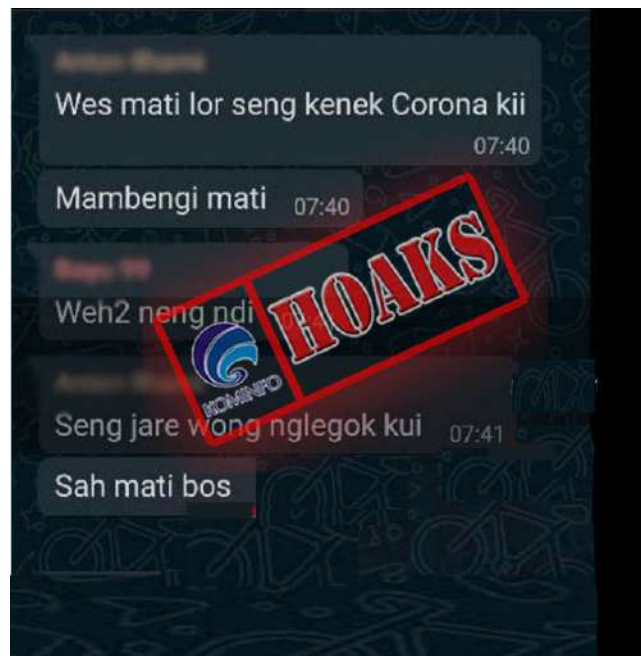 Wes mati lor seng kenek Corona kii
07:40
Mambengi mati 07:40
Weh2 neng ndi
KOMINFO
HOAKS
Seng jare wong nglegok kui 07:41
Sah mati bos